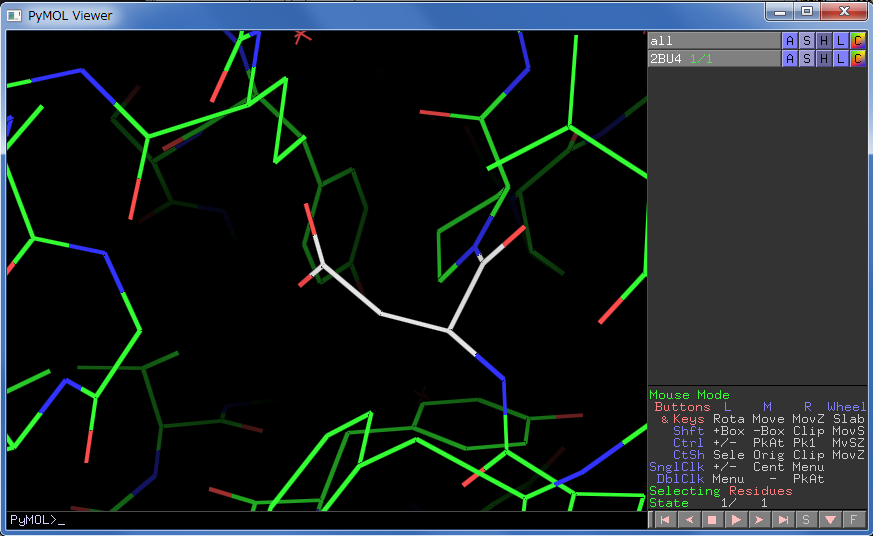 PyMOL Viewer
all A S H L C
2BU4 1/1 A S H L C
Mouse Mode
Buttons L M R Wheel
& Keys Rota Move MovZ Slab
Shft +Box -Box Clip MovS
Ctrl +/- PkAt Pk1 MvSZ
CtSh Sele Orig Clip MovZ
SnglClk +/- Cent Menu
DblClk Menu - PkAt
Selecting Residues
State 1/ 1
PyMOL>_
S F